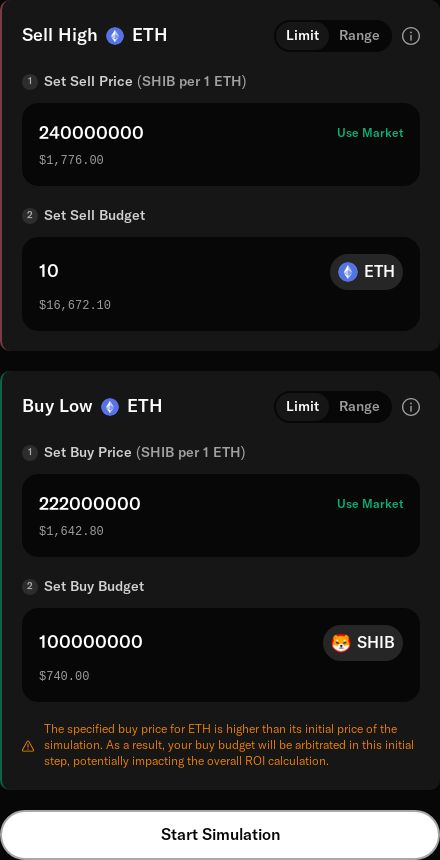 Sell High ETH Limit Range
1 Set Sell Price (SHIB per 1 ETH)
240000000 Use Market
$1,776.00
2 Set Sell Budget
10 ETH
$16,672.10
Buy Low ETH Limit Range
1 Set Buy Price (SHIB per 1 ETH)
222000000 Use Market
$1,642.80
2 Set Buy Budget
100000000 SHIB
$740.00
The specified buy price for ETH is higher than its initial price of the
simulation. As a result, your buy budget will be arbitrated in this initial
step, potentially impacting the overall ROI calculation.
Start Simulation